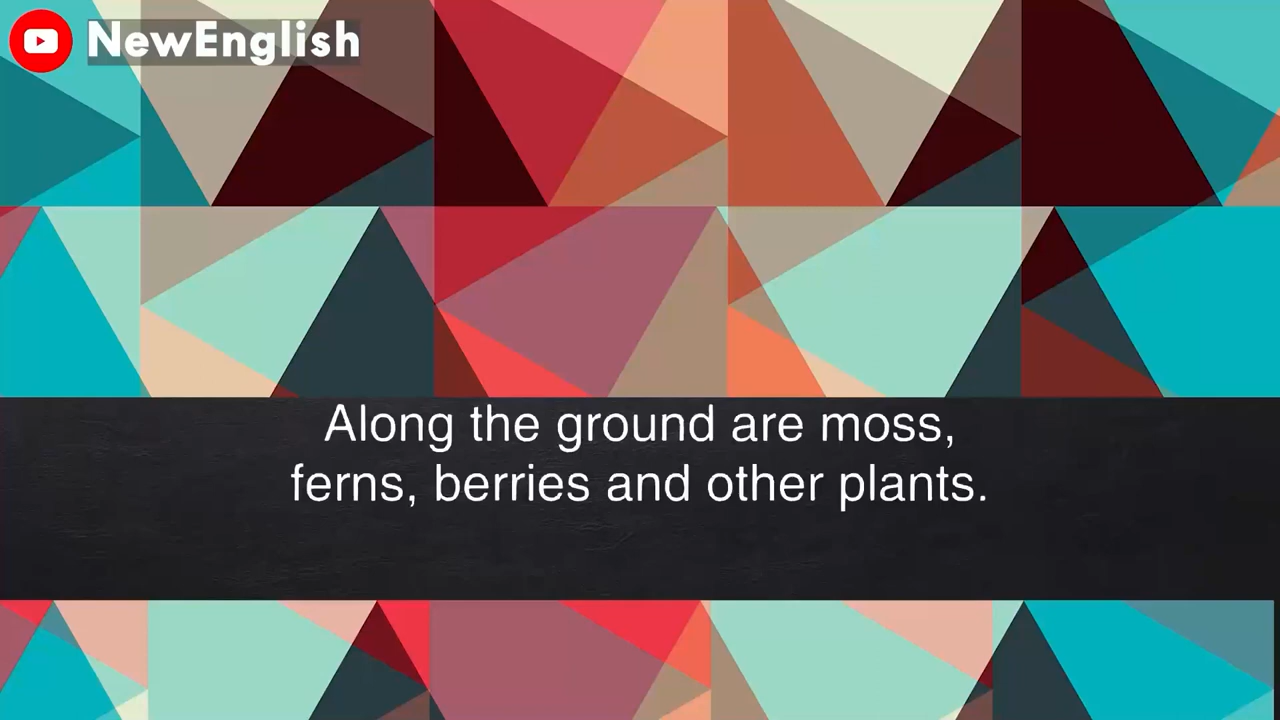 NewEnglish
Along the ground are moss,
ferns, berries and other plants.